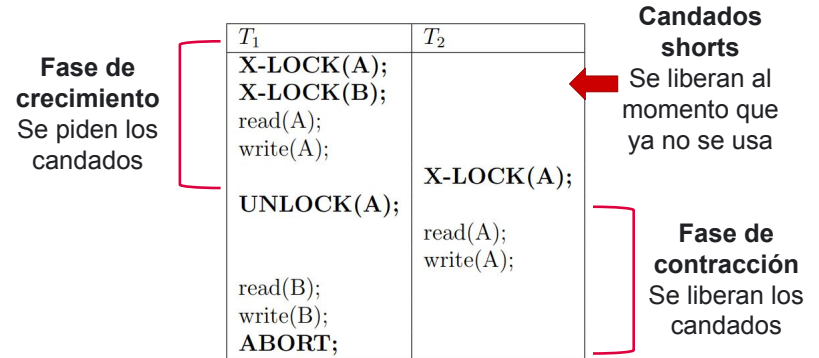 Fase de
crecimiento
Se piden los
candados
T₁ T₂
X-LOCK(A);
X-LOCK(B);
read(A);
write(A);
X-LOCK(A);
UNLOCK(A);
read(A);
write(A);
read(B);
write(B);
ABORT;
Candados
shorts
Se liberan al
momento que
ya no se usa
Fase de
contracción
Se liberan los
candados